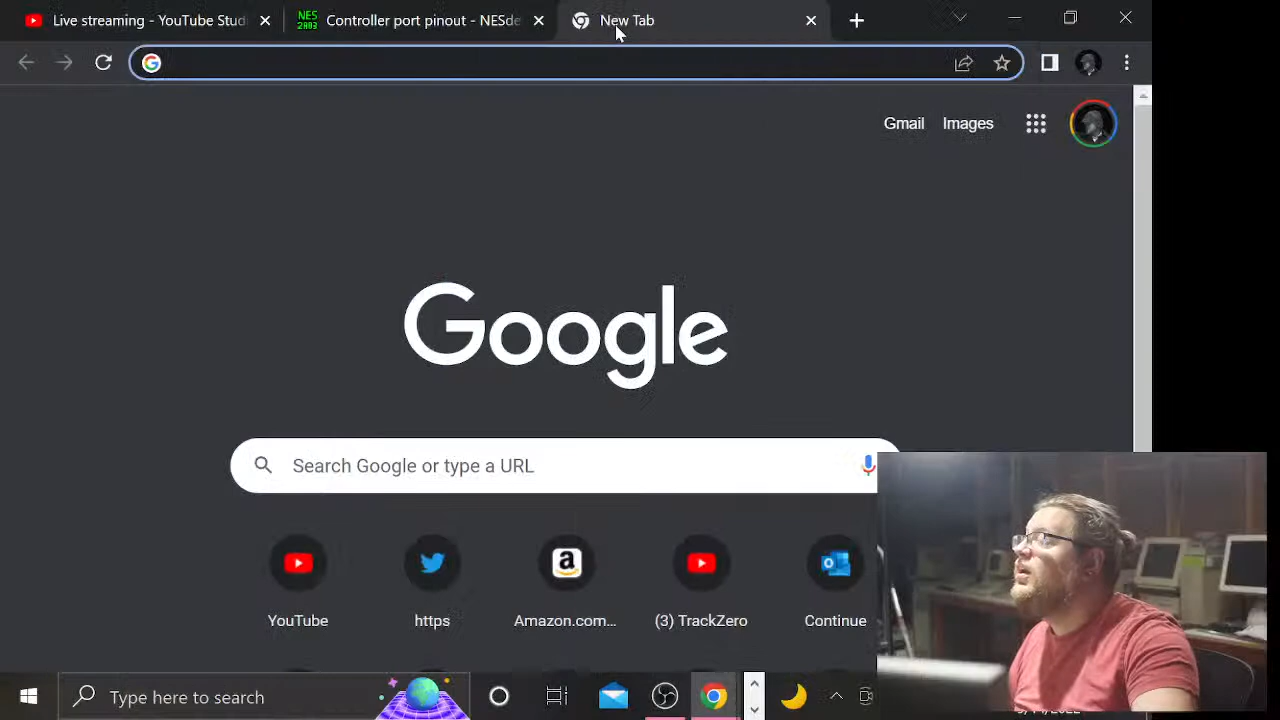 Live streaming - YouTube Studi
NES 2A03
Controller port pinout - NESde
New Tab
Gmail
Images
Google
Search Google or type a URL
YouTube
https
Amazon.com...
(3) TrackZero
Continue
Type here to search